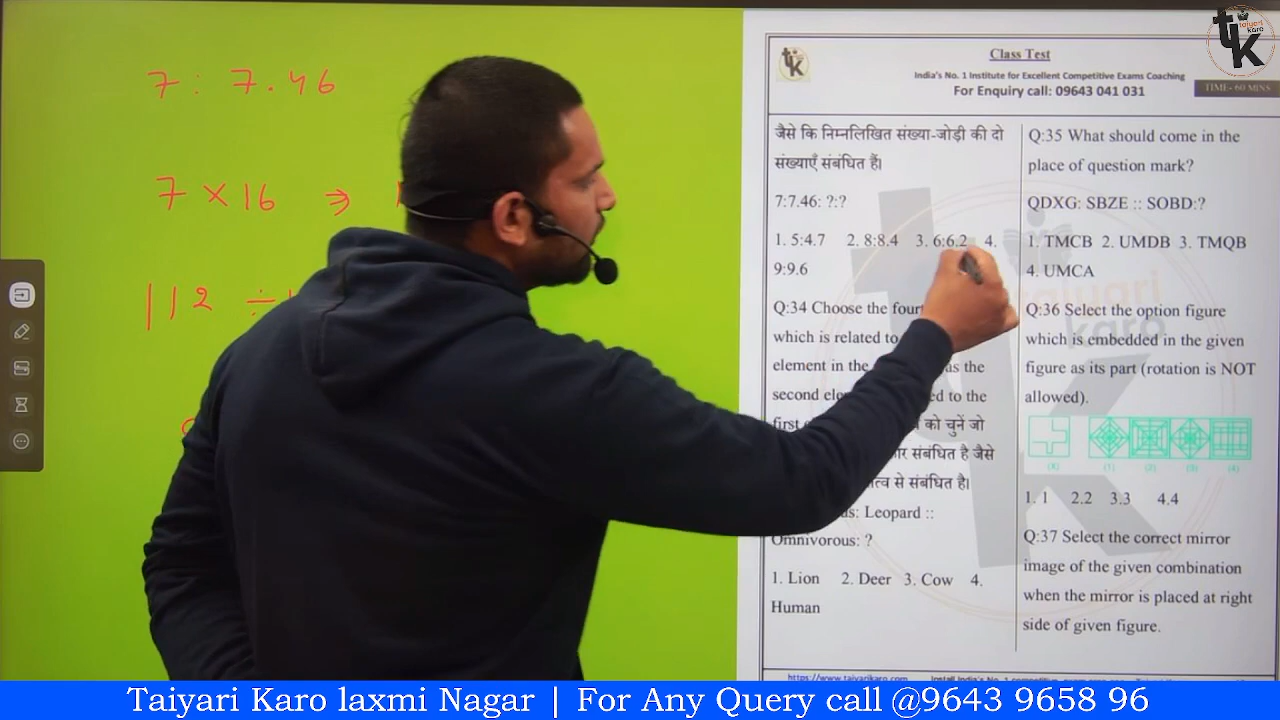 7 : 7.46
7 × 16 ⇒
112 ÷
Class Test
India's No. 1 Institute for Excellent Competitive Exams Coaching
For Enquiry call: 09643 041 031
TIME- 60 MINS
taiyari
karo
tk
जैसे कि निम्नलिखित संख्या-जोड़ी की दो
संख्याएँ संबंधित हैं।
7:7.46: ?:?
1. 5:4.7 2. 8:8.4 3. 6:6.2 4.
9:9.6
Q:34 Choose the
which is related to
element in the as the
second to the
first को चुनें जो
संबंधित है जैसे
से संबंधित है।
Leopard ::
Omnivorous: ?
1. Lion 2. Deer 3. Cow 4.
Human
Q:35 What should come in the
place of question mark?
QDXG: SBZE :: SOBD:?
1. TMCB 2. UMDB 3. TMQB
4. UMCA
Q:36 Select the option figure
which is embedded in the given
figure as its part (rotation is NOT
allowed).
(X) (1) (2) (3) (4)
1. 1 2.2 3.3 4.4
Q:37 Select the correct mirror
image of the given combination
when the mirror is placed at right
side of given figure.
https://www.taiyarikaro.com
Taiyari Karo laxmi Nagar | For Any Query call @9643 9658 96